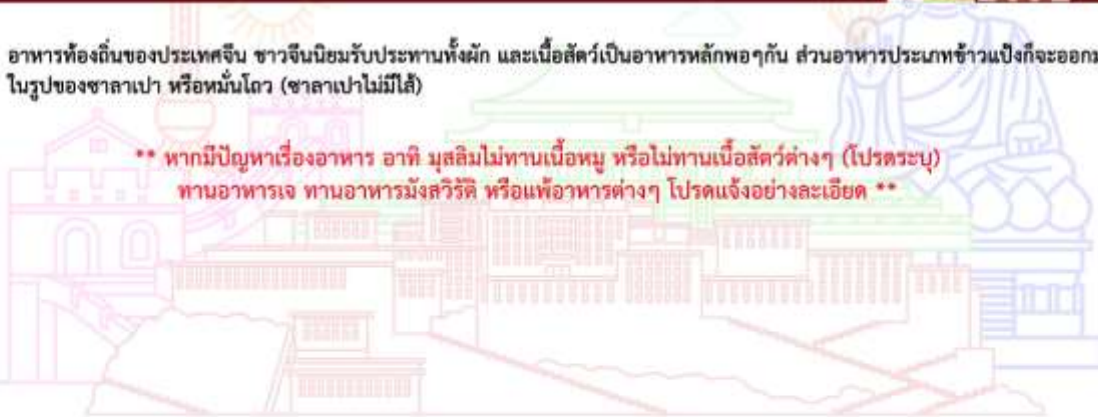 อาหารท้องถิ่นของประเทศจีน ชาวจีนนิยมรับประทานทั้งผัก และเนื้อสัตว์เป็นอาหารหลักพอๆกัน ส่วนอาหารประเภทข้าวแป้งก็จะออกม
ในรูปของซาลาเปา หรือหมั่นโถว (ซาลาเปาไม่มีไส้)
** หากมีปัญหาเรื่องอาหาร อาทิ มุสลิมไม่ทานเนื้อหมู หรือไม่ทานเนื้อสัตว์ต่างๆ (โปรดระบุ)
ทานอาหารเจ ทานอาหารมังสวิรัติ หรือแพ้อาหารต่างๆ โปรดแจ้งอย่างละเอียด **